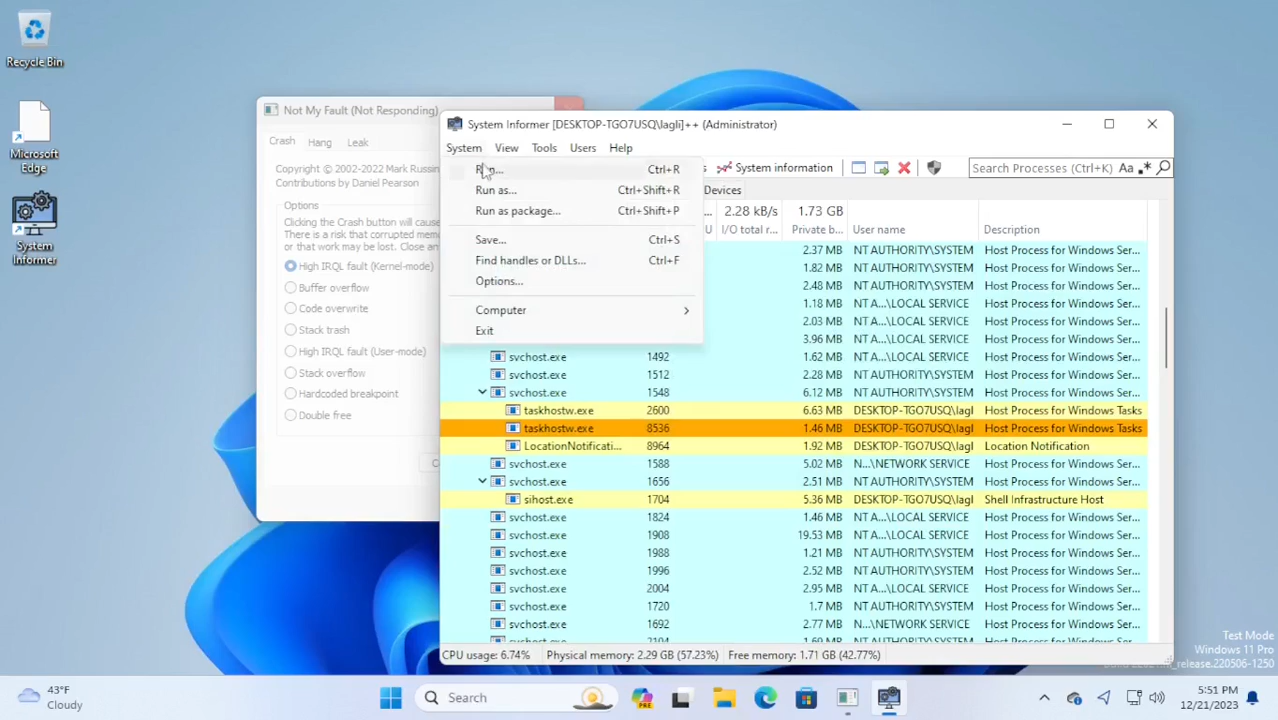 Recycle Bin
Microsoft
Edge
System
Informer
Not My Fault (Not Responding)
Crash Hang Leak
Copyright © 2002-2022 Mark Russin
Contributions by Daniel Pearson
Options
Clicking the Crash button will cause
There is a risk that corrupted mem
or that work may be lost. Close an
High IRQL fault (Kernel-mode)
Buffer overflow
Code overwrite
Stack trash
High IRQL fault (User-mode)
Stack overflow
Hardcoded breakpoint
Double free
System Informer [DESKTOP-TGO7USQ\lagli]++ (Administrator)
System View Tools Users Help
System information Search Processes (Ctrl+K) Aa .*
Devices
Run... Ctrl+R
Run as... Ctrl+Shift+R
Run as package... Ctrl+Shift+P
Save... Ctrl+S
Find handles or DLLs... Ctrl+F
Options...
Computer
Exit
2.28 kB/s 1.73 GB
I/O total r... Private by... User name Description
2.37 MB NT AUTHORITY\SYSTEM Host Process for Windows Ser...
1.82 MB NT AUTHORITY\SYSTEM Host Process for Windows Ser...
2.48 MB NT AUTHORITY\SYSTEM Host Process for Windows Ser...
1.18 MB NT A...\LOCAL SERVICE Host Process for Windows Ser...
2.03 MB NT A...\LOCAL SERVICE Host Process for Windows Ser...
3.96 MB NT AUTHORITY\SYSTEM Host Process for Windows Ser...
svchost.exe 1492 1.62 MB NT A...\LOCAL SERVICE Host Process for Windows Ser...
svchost.exe 1512 2.28 MB NT AUTHORITY\SYSTEM Host Process for Windows Ser...
svchost.exe 1548 6.12 MB NT AUTHORITY\SYSTEM Host Process for Windows Ser...
taskhostw.exe 2600 6.63 MB DESKTOP-TGO7USQ\lagl Host Process for Windows Tasks
taskhostw.exe 8536 1.46 MB DESKTOP-TGO7USQ\lagl Host Process for Windows Tasks
LocationNotificati... 8964 1.92 MB DESKTOP-TGO7USQ\lagl Location Notification
svchost.exe 1588 5.02 MB N...\NETWORK SERVICE Host Process for Windows Ser...
svchost.exe 1656 2.51 MB NT AUTHORITY\SYSTEM Host Process for Windows Ser...
sihost.exe 1704 5.36 MB DESKTOP-TGO7USQ\lagl Shell Infrastructure Host
svchost.exe 1824 1.46 MB NT A...\LOCAL SERVICE Host Process for Windows Ser...
svchost.exe 1908 19.53 MB NT A...\LOCAL SERVICE Host Process for Windows Ser...
svchost.exe 1988 1.21 MB NT AUTHORITY\SYSTEM Host Process for Windows Ser...
svchost.exe 1996 2.52 MB NT AUTHORITY\SYSTEM Host Process for Windows Ser...
svchost.exe 2004 2.95 MB NT A...\LOCAL SERVICE Host Process for Windows Ser...
svchost.exe 1720 1.7 MB NT AUTHORITY\SYSTEM Host Process for Windows Ser...
svchost.exe 1692 2.77 MB N...\NETWORK SERVICE Host Process for Windows Ser...
CPU usage: 6.74% Physical memory: 2.29 GB (57.23%) Free memory: 1.71 GB (42.77%)
Test Mode
Windows 11 Pro
_release.220506-1250
43°F
Cloudy
Search
PRE
5:51 PM
12/21/2023